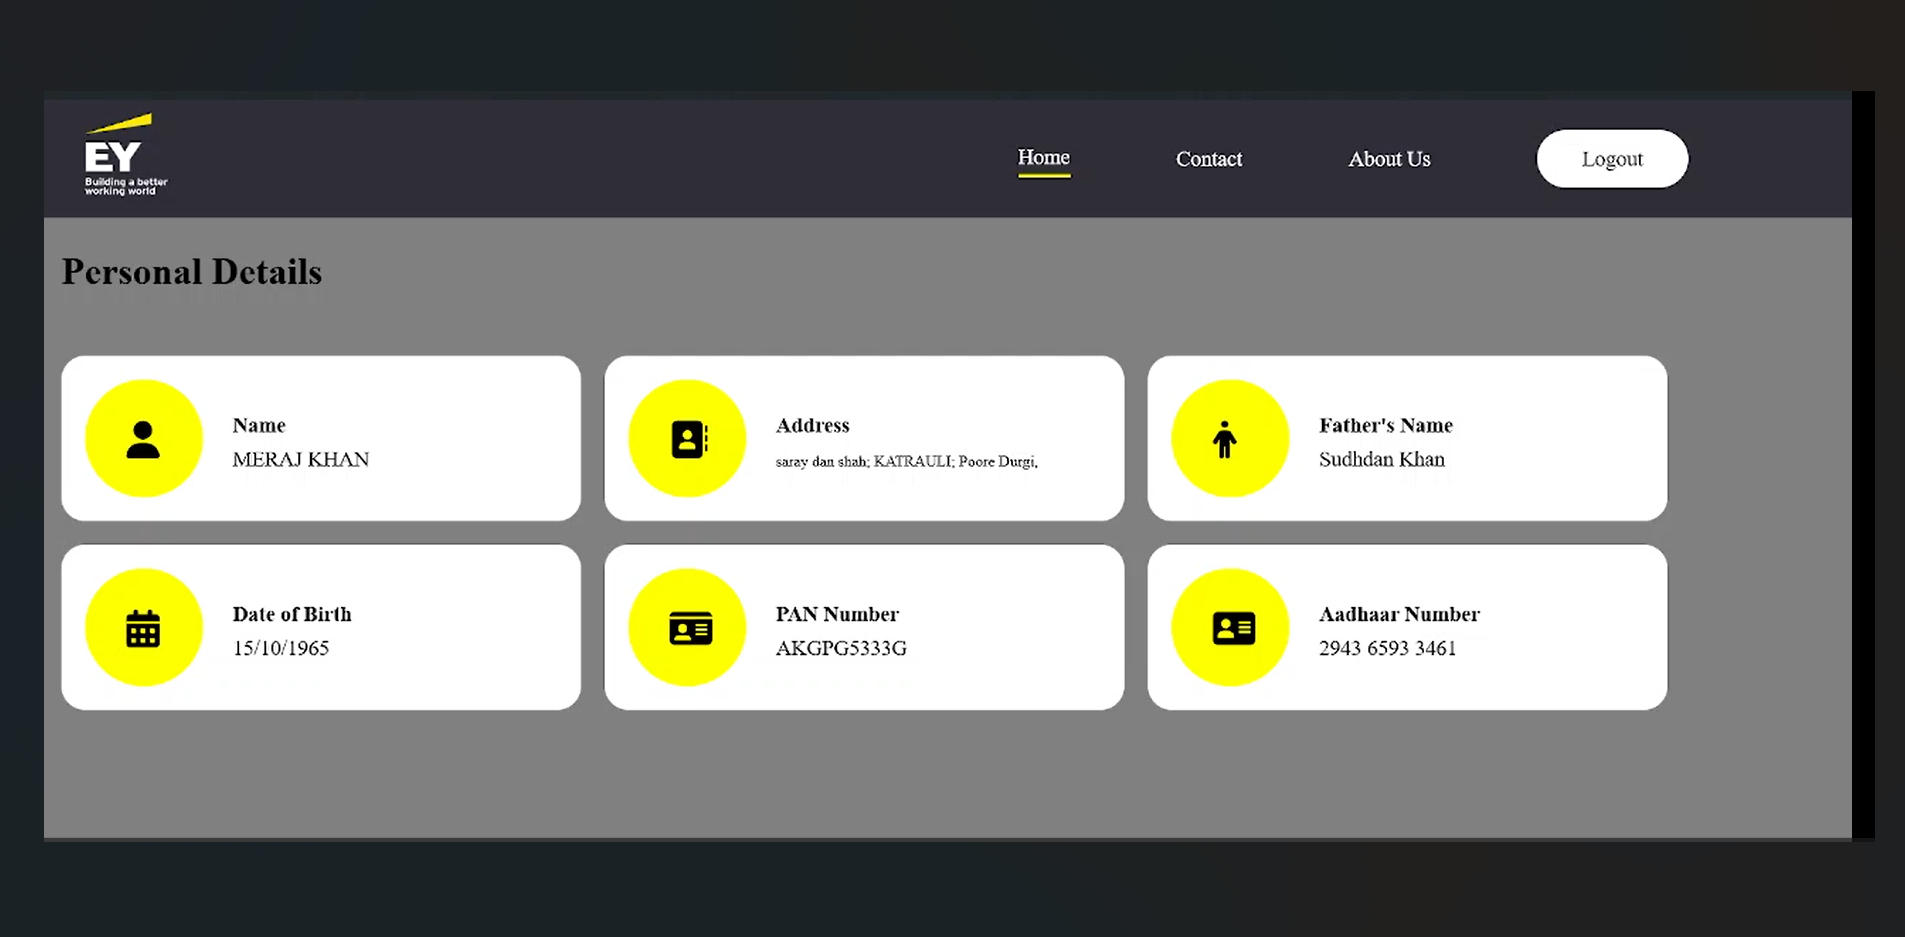 EY
Building a better
working world
Home
Contact
About Us
Logout
Personal Details
Name
MERAJ KHAN
Address
saray dan shah; KATRAULI; Poore Durgi,
Father's Name
Sudhdan Khan
Date of Birth
15/10/1965
PAN Number
AKGPG5333G
Aadhaar Number
2943 6593 3461